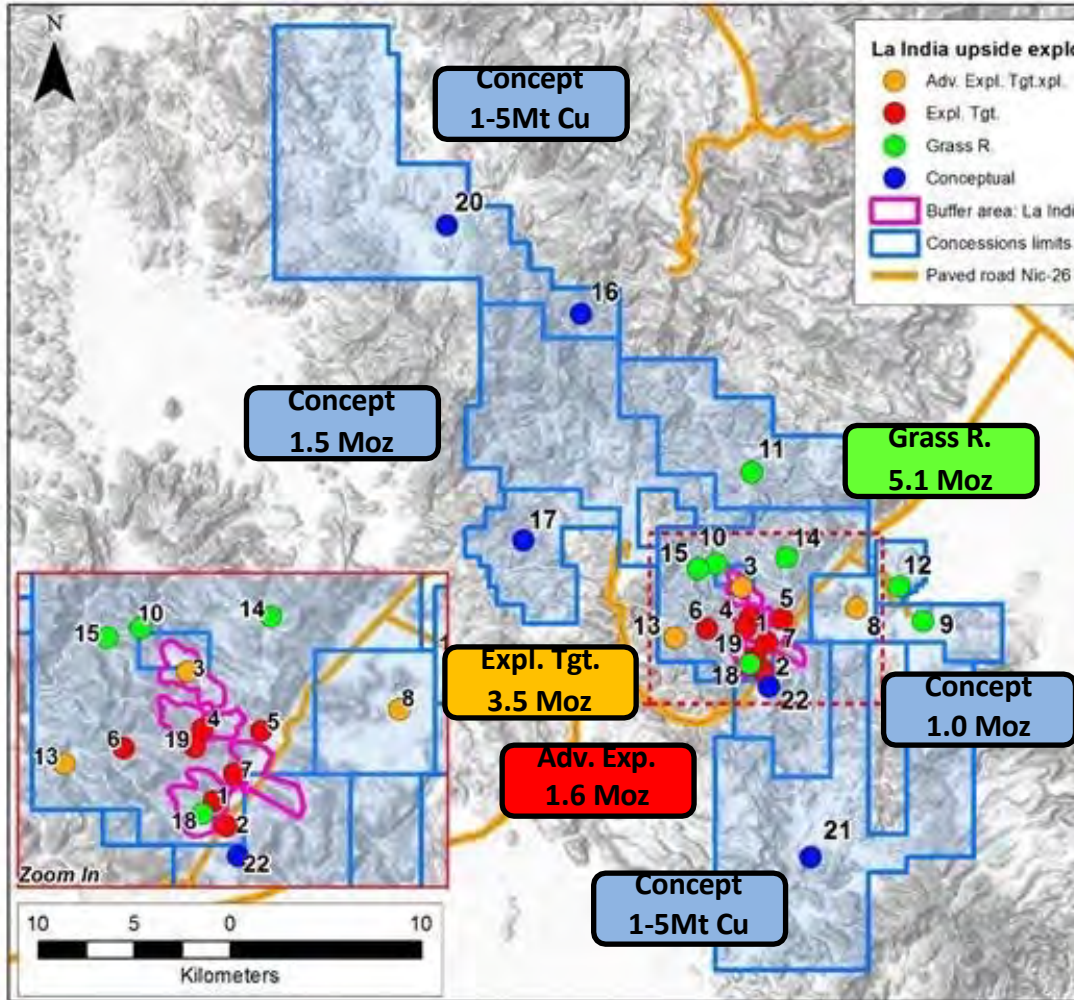 N
La India upside explo
Adv. Expl. Tgt.xpl.
Expl. Tgt.
Grass R.
Conceptual
Buffer area: La Indi
Concessions limits
Paved road Nic-26
Concept
1-5Mt Cu
20
16
Concept
1.5 Moz
11
Grass R.
5.1 Moz
17
15
10
14
3
12
6
4
5
13
1
8
9
19
7
18
2
22
Expl. Tgt.
3.5 Moz
Concept
1.0 Moz
Adv. Exp.
1.6 Moz
21
Concept
1-5Mt Cu
10
14
15
3
8
4
5
6
19
13
7
1
18
2
22
Zoom In
10 5 0 10
Kilometers